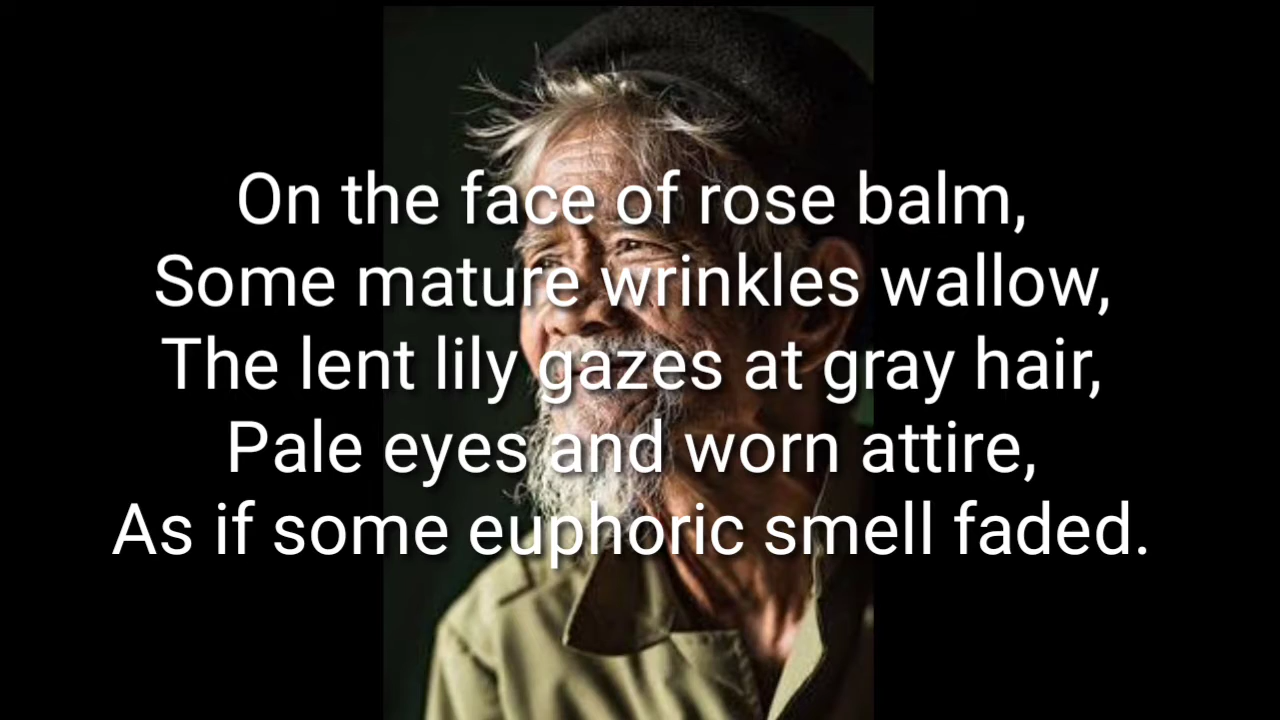 On the face of rose balm,
Some mature wrinkles wallow,
The lent lily gazes at gray hair,
Pale eyes and worn attire,
As if some euphoric smell faded.